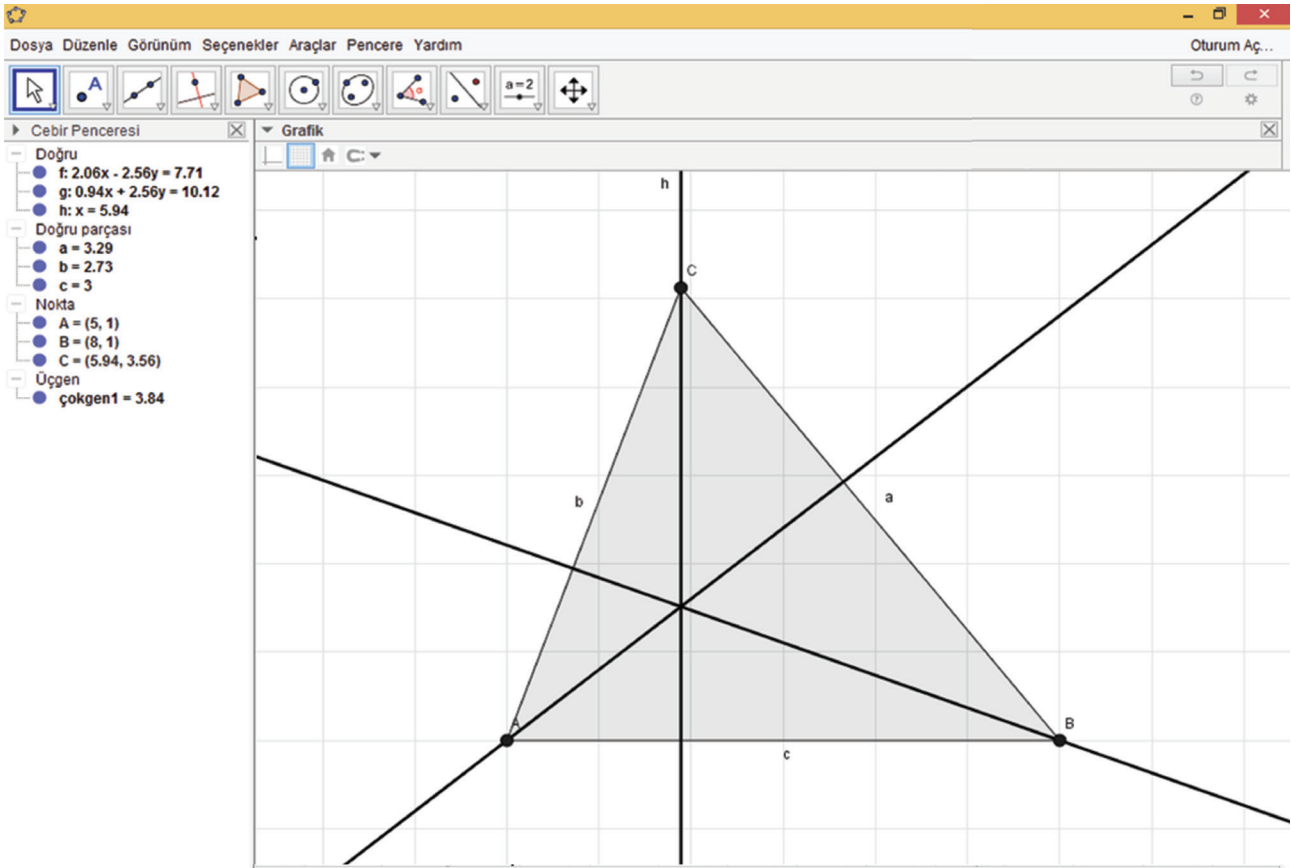 Dosya Düzenle Görünüm Seçenekler Araçlar Pencere Yardım
Oturum Aç...
A
a=2
Cebir Penceresi
Doğru
f: 2.06x - 2.56y = 7.71
g: 0.94x + 2.56y = 10.12
h: x = 5.94
Doğru parçası
a = 3.29
b = 2.73
c = 3
Nokta
A = (5, 1)
B = (8, 1)
C = (5.94, 3.56)
Üçgen
çokgen1 = 3.84
Grafik
h
C
b
a
A
B
c